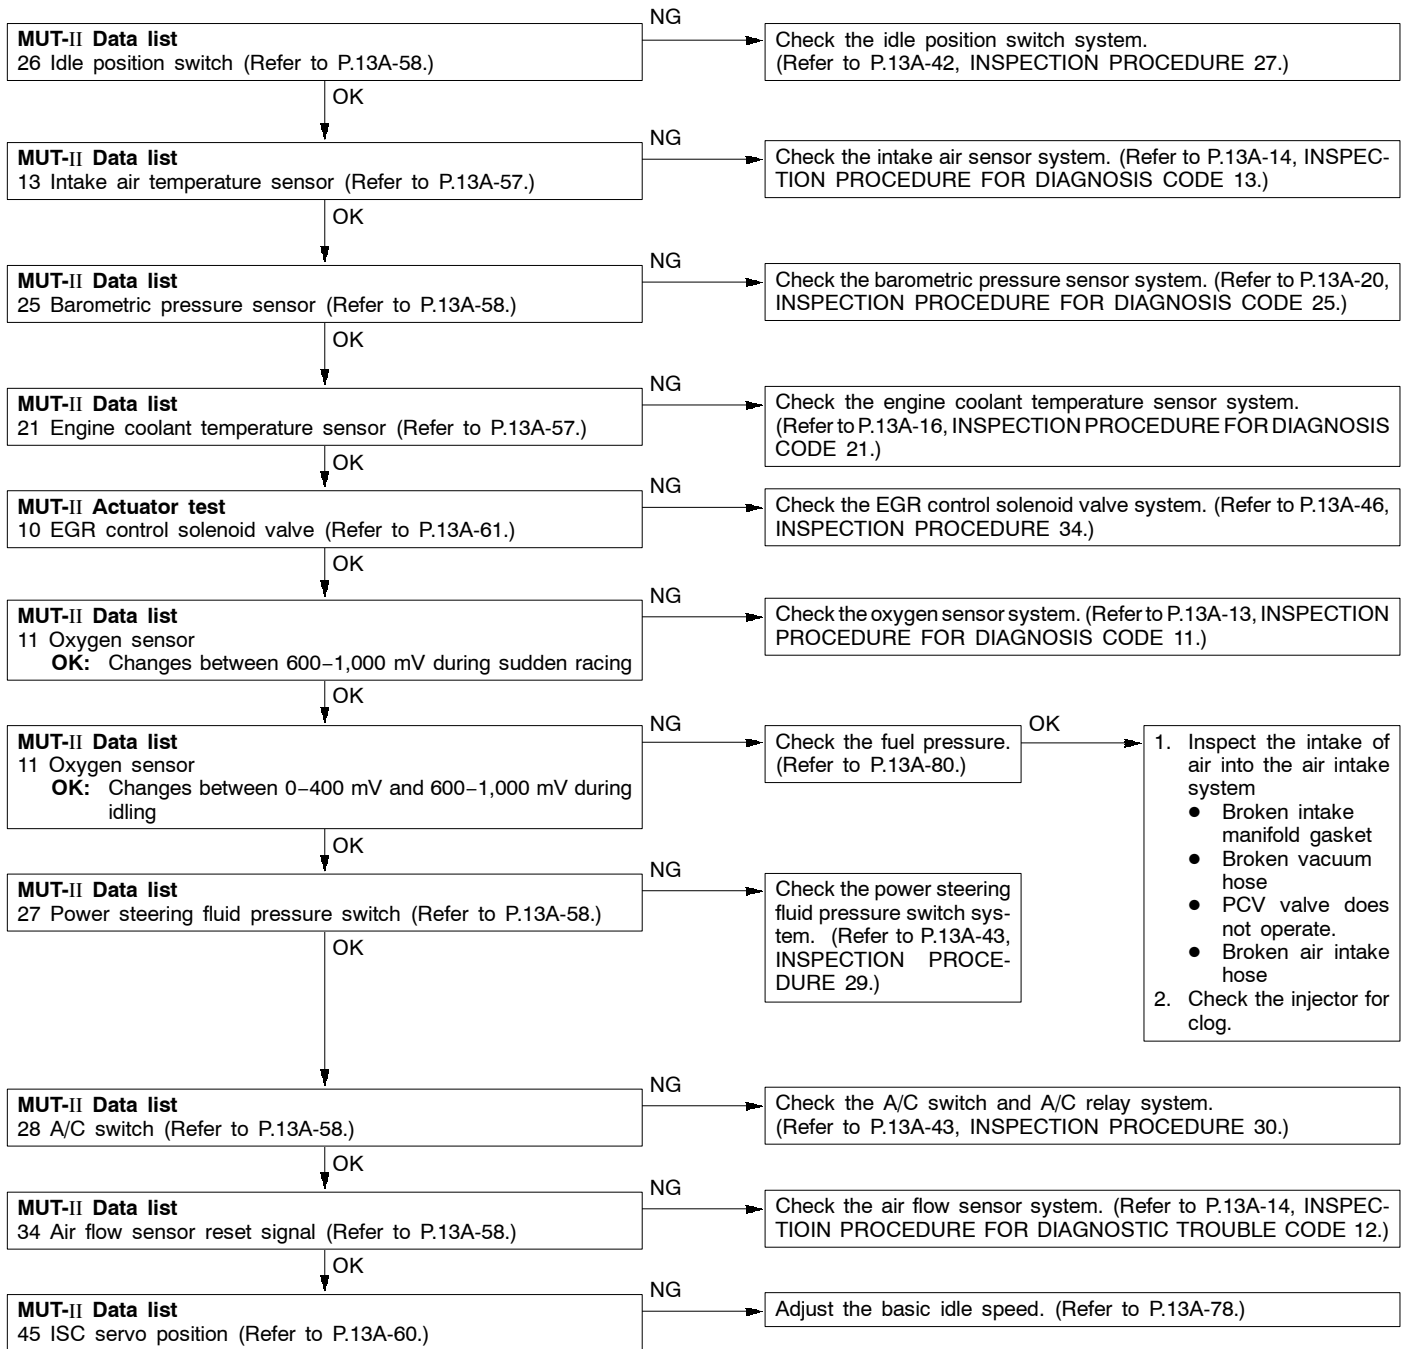 NG
MUT-II Data list
26 Idle position switch (Refer to P.13A-58.)
Check the idle position switch system.
(Refer to P.13A-42, INSPECTION PROCEDURE 27.)
OK
NG
MUT-II Data list
13 Intake air temperature sensor (Refer to P.13A-57.)
Check the intake air sensor system. (Refer to P.13A-14, INSPEC-
TION PROCEDURE FOR DIAGNOSIS CODE 13.)
OK
NG
MUT-II Data list
25 Barometric pressure sensor (Refer to P.13A-58.)
Check the barometric pressure sensor system. (Refer to P.13A-20,
INSPECTION PROCEDURE FOR DIAGNOSIS CODE 25.)
OK
NG
MUT-II Data list
21 Engine coolant temperature sensor (Refer to P.13A-57.)
Check the engine coolant temperature sensor system.
(Refer to P.13A-16, INSPECTION PROCEDURE FOR DIAGNOSIS
CODE 21.)
OK
NG
MUT-II Actuator test
10 EGR control solenoid valve (Refer to P.13A-61.)
Check the EGR control solenoid valve system. (Refer to P.13A-46,
INSPECTION PROCEDURE 34.)
OK
NG
MUT-II Data list
11 Oxygen sensor
OK: Changes between 600–1,000 mV during sudden racing
Check the oxygen sensor system. (Refer to P.13A-13, INSPECTION
PROCEDURE FOR DIAGNOSIS CODE 11.)
OK
NG
MUT-II Data list
11 Oxygen sensor
OK: Changes between 0–400 mV and 600–1,000 mV during
idling
Check the fuel pressure.
(Refer to P.13A-80.)
OK
1. Inspect the intake of
air into the air intake
system
● Broken intake
manifold gasket
● Broken vacuum
hose
● PCV valve does
not operate.
● Broken air intake
hose
2. Check the injector for
clog.
OK
NG
MUT-II Data list
27 Power steering fluid pressure switch (Refer to P.13A-58.)
Check the power steering
fluid pressure switch sys-
tem. (Refer to P.13A-43,
INSPECTION PROCE-
DURE 29.)
OK
NG
MUT-II Data list
28 A/C switch (Refer to P.13A-58.)
Check the A/C switch and A/C relay system.
(Refer to P.13A-43, INSPECTION PROCEDURE 30.)
OK
NG
MUT-II Data list
34 Air flow sensor reset signal (Refer to P.13A-58.)
Check the air flow sensor system. (Refer to P.13A-14, INSPEC-
TIOIN PROCEDURE FOR DIAGNOSTIC TROUBLE CODE 12.)
OK
NG
MUT-II Data list
45 ISC servo position (Refer to P.13A-60.)
Adjust the basic idle speed. (Refer to P.13A-78.)